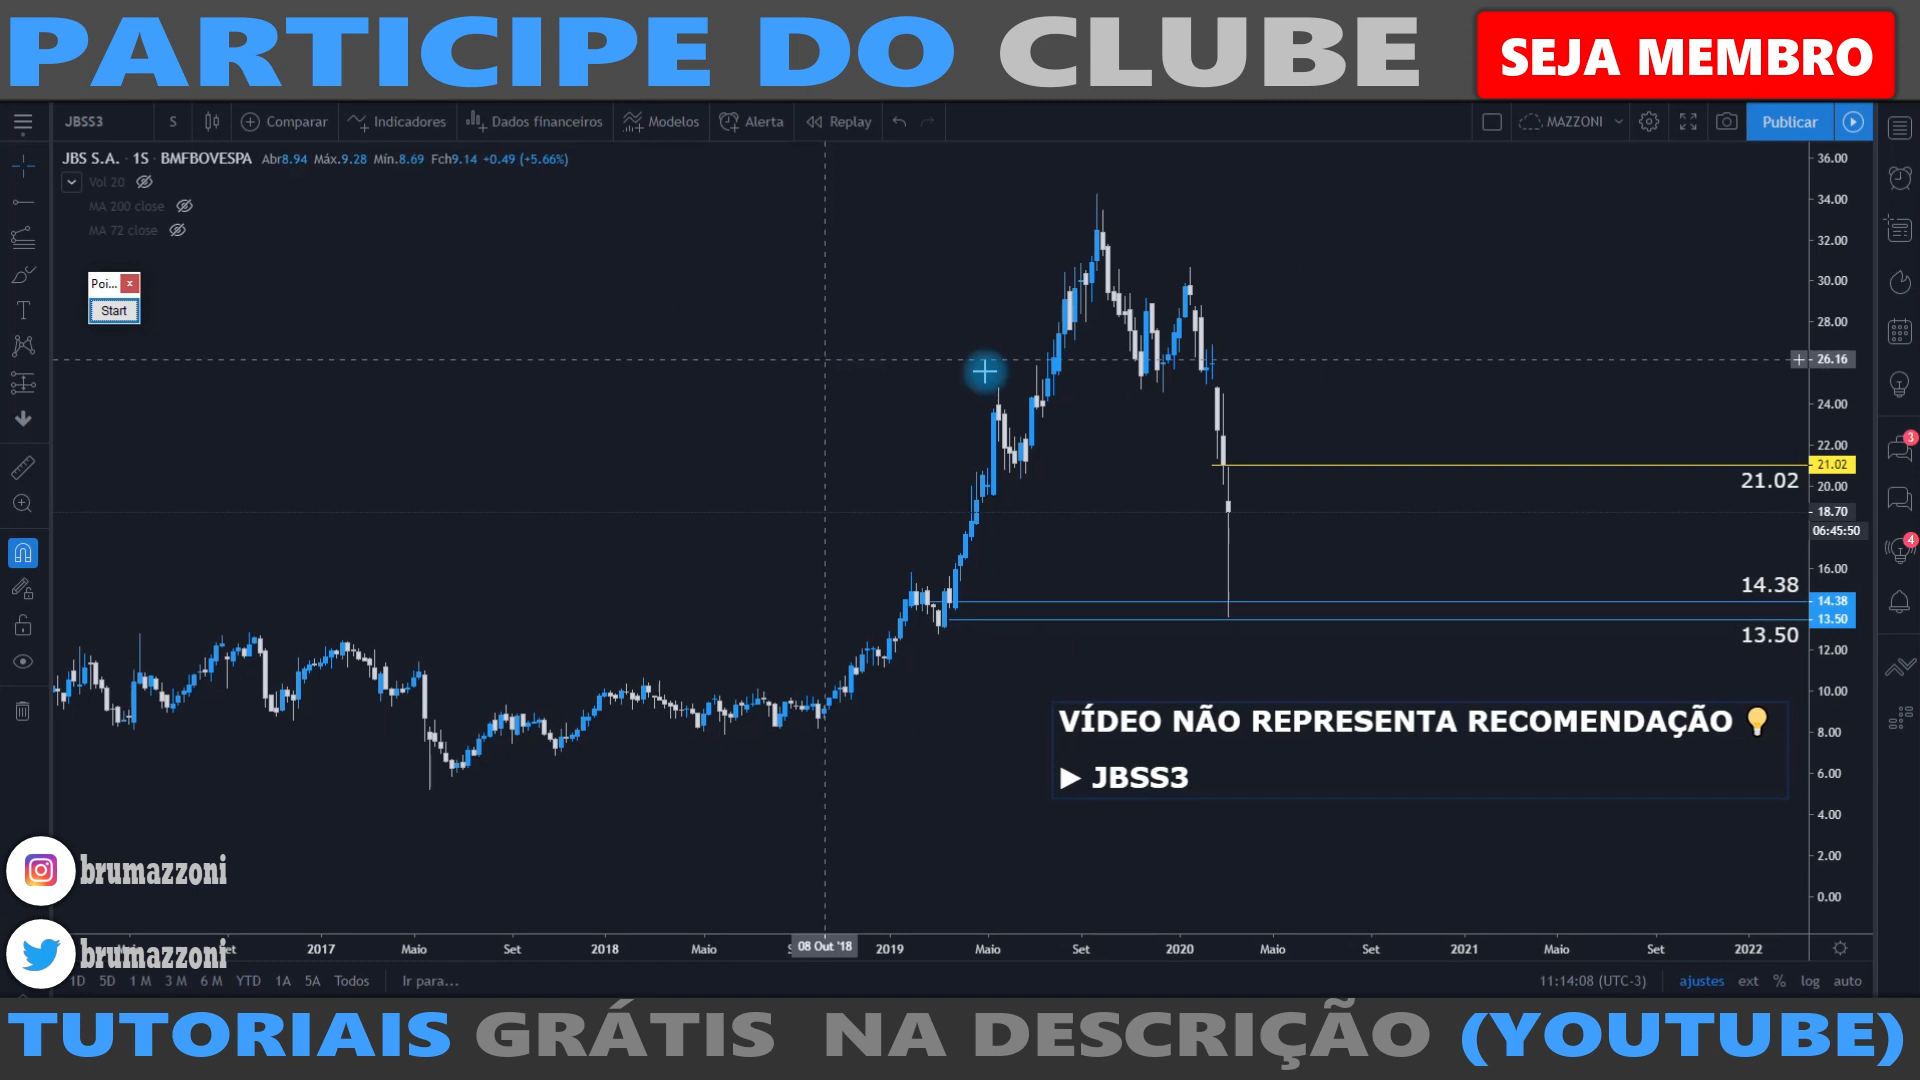 PARTICIPE DO CLUBE
SEJA MEMBRO
JBSS3 S Comparar Indicadores Dados financeiros Modelos Alerta Replay MAZZONI Publicar
JBS S.A. · 1S · BMFBOVESPA Abr8.94 Máx.9.28 Mín.8.69 Fch9.14 +0.49 (+5.66%)
Vol 20
MA 200 close
MA 72 close
Poi... x
Start
36.00
34.00
32.00
30.00
28.00
26.16
24.00
22.00
21.02
21.02
20.00
18.70
06:45:50
16.00
14.38
14.38
13.50
13.50
12.00
10.00
8.00
6.00
4.00
2.00
0.00
3
4
VÍDEO NÃO REPRESENTA RECOMENDAÇÃO
▶ JBSS3
brumazzoni
brumazzoni
2017 Maio Set 2018 Maio 08 Out '18 2019 Maio Set 2020 Maio Set 2021 Maio Set 2022
1D 5D 1 M 3 M 6 M YTD 1A 5A Todos Ir para... 11:14:08 (UTC-3) ajustes ext % log auto
TUTORIAIS GRÁTIS NA DESCRIÇÃO (YOUTUBE)